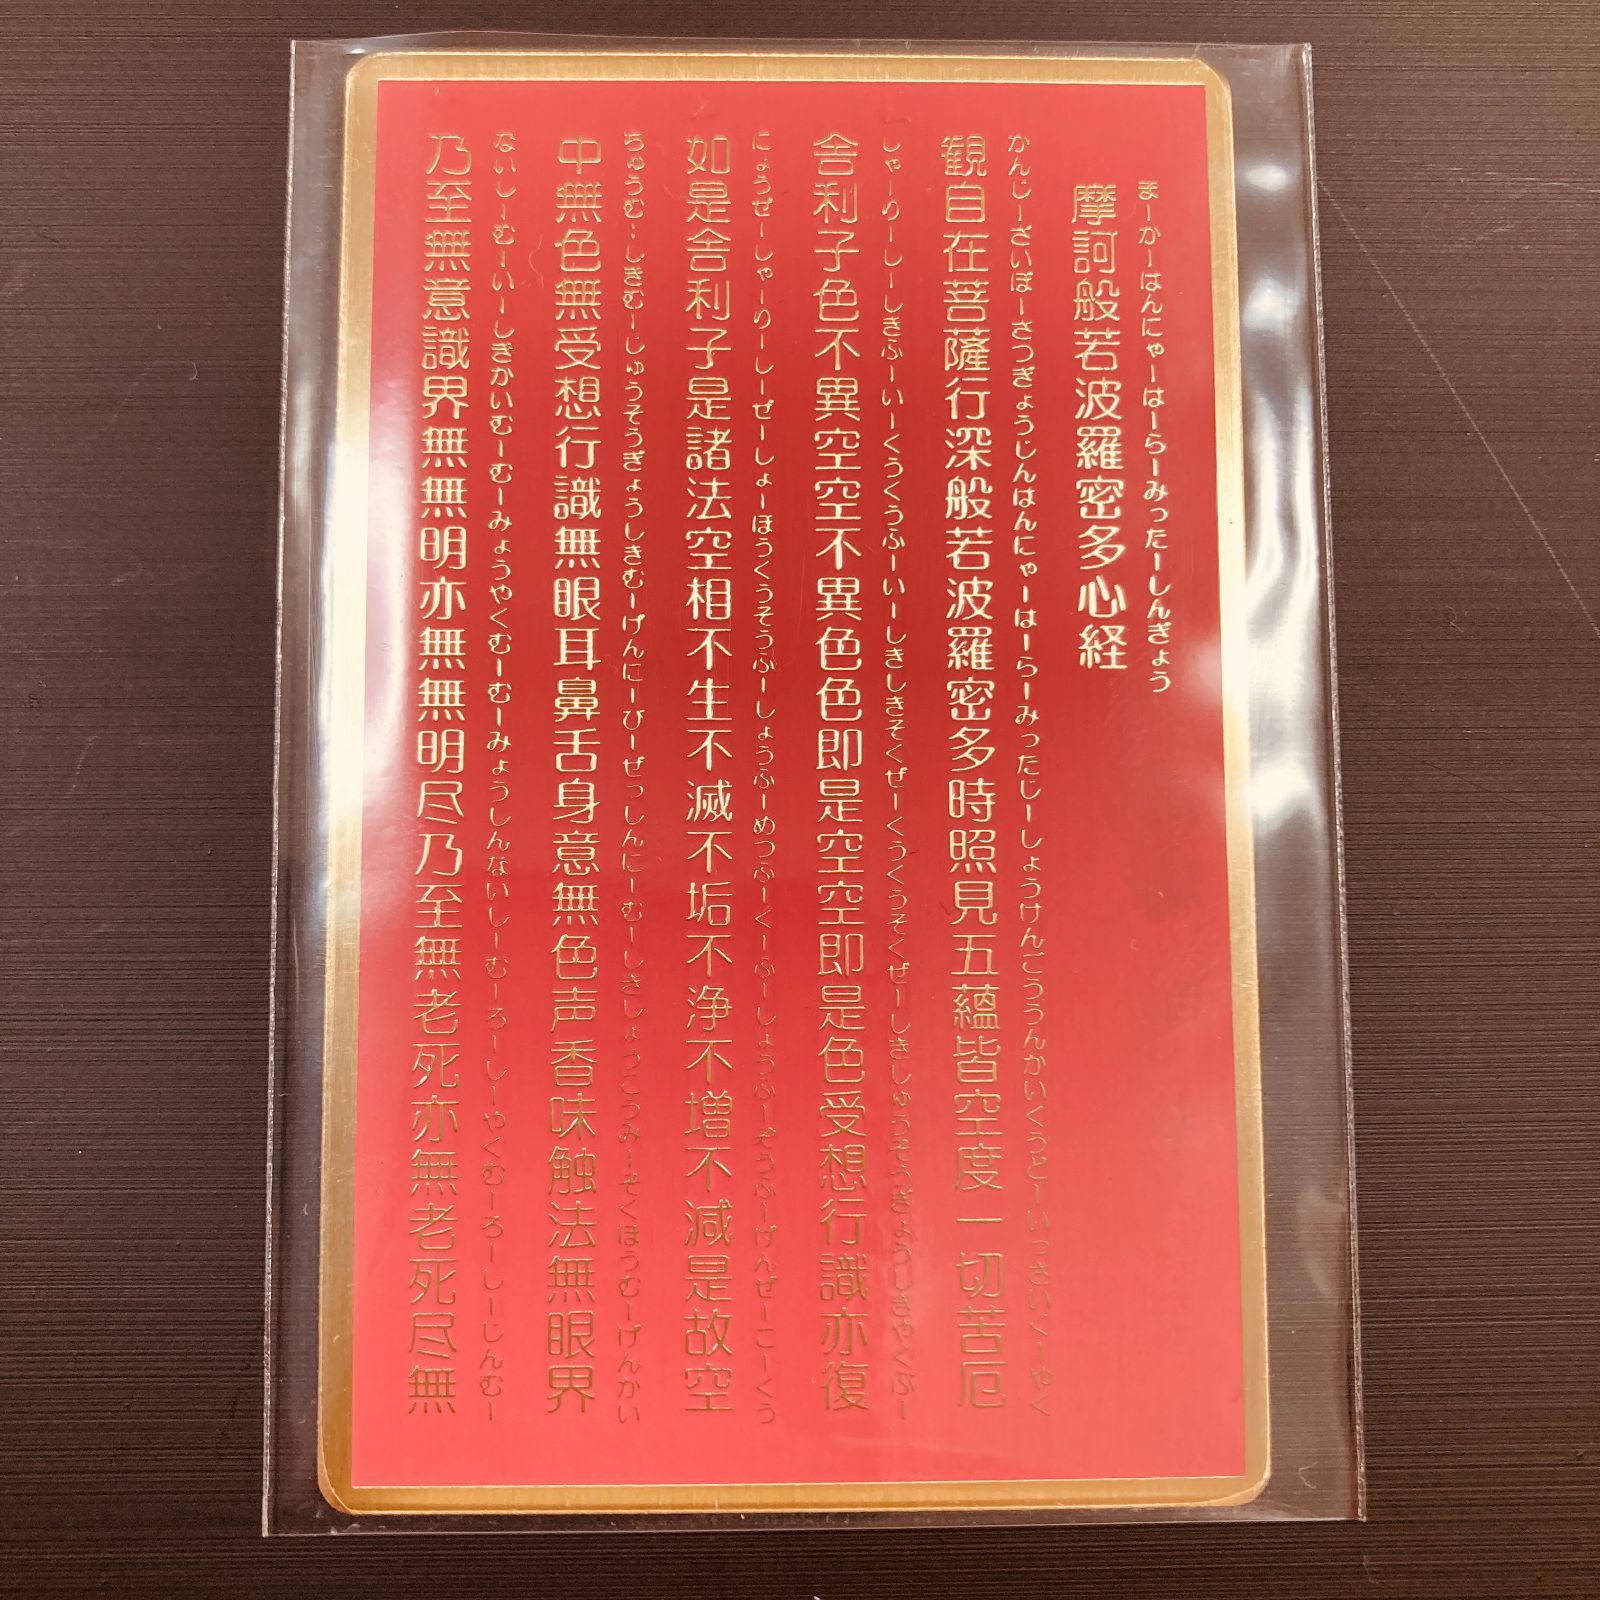 まーかーはんにゃーはーらーみったーしんぎょう
摩訶般若波羅密多心経
かんじーざいぼーさつぎょうじんはんにゃーはーらーみったじーしょうけんごううんかいくうどーいっさいくーやく
観自在菩薩行深般若波羅密多時照見五蘊皆空度一切苦厄
しゃーりーしーしきふーいーくうくうふーいーしきしきそくぜーくうくうそくぜーしきじゅうそうぎょうしきやくぶー
舎利子色不異空空不異色色即是空空即是色受想行識亦復
にょうぜーしゃーりーしーぜーしょーほうくうそうふーしょうふーめつふーくーふーしょうふーぞうふーげんぜーこーくう
如是舎利子是諸法空相不生不滅不垢不浄不増不減是故空
ちゅうむーしきむーじゅうそうぎょうしきむーげんにーびーぜっしんにーむーしきしょうこうみーそくほうむーげんかい
中無色無受想行識無眼耳鼻舌身意無色声香味触法無眼界
ないしーむーいーしきかいむーむーみょうやくむーむーみょうしんないしーむーろーしーやくむーろーしーじんむー
乃至無意識界無無明亦無無明尽乃至無老死亦無老死尽無